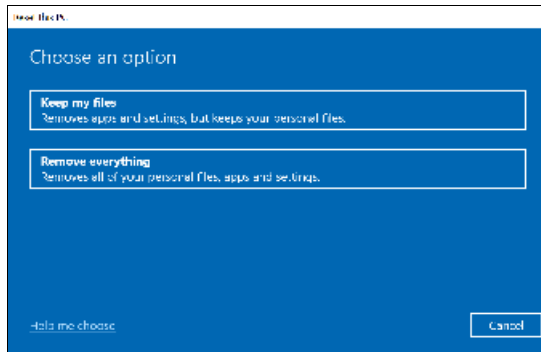 Reset this PC
Choose an option
Keep my files
Removes apps and settings, but keeps your personal files.
Remove everything
Removes all of your personal files, apps and settings.
Help me choose
Cancel